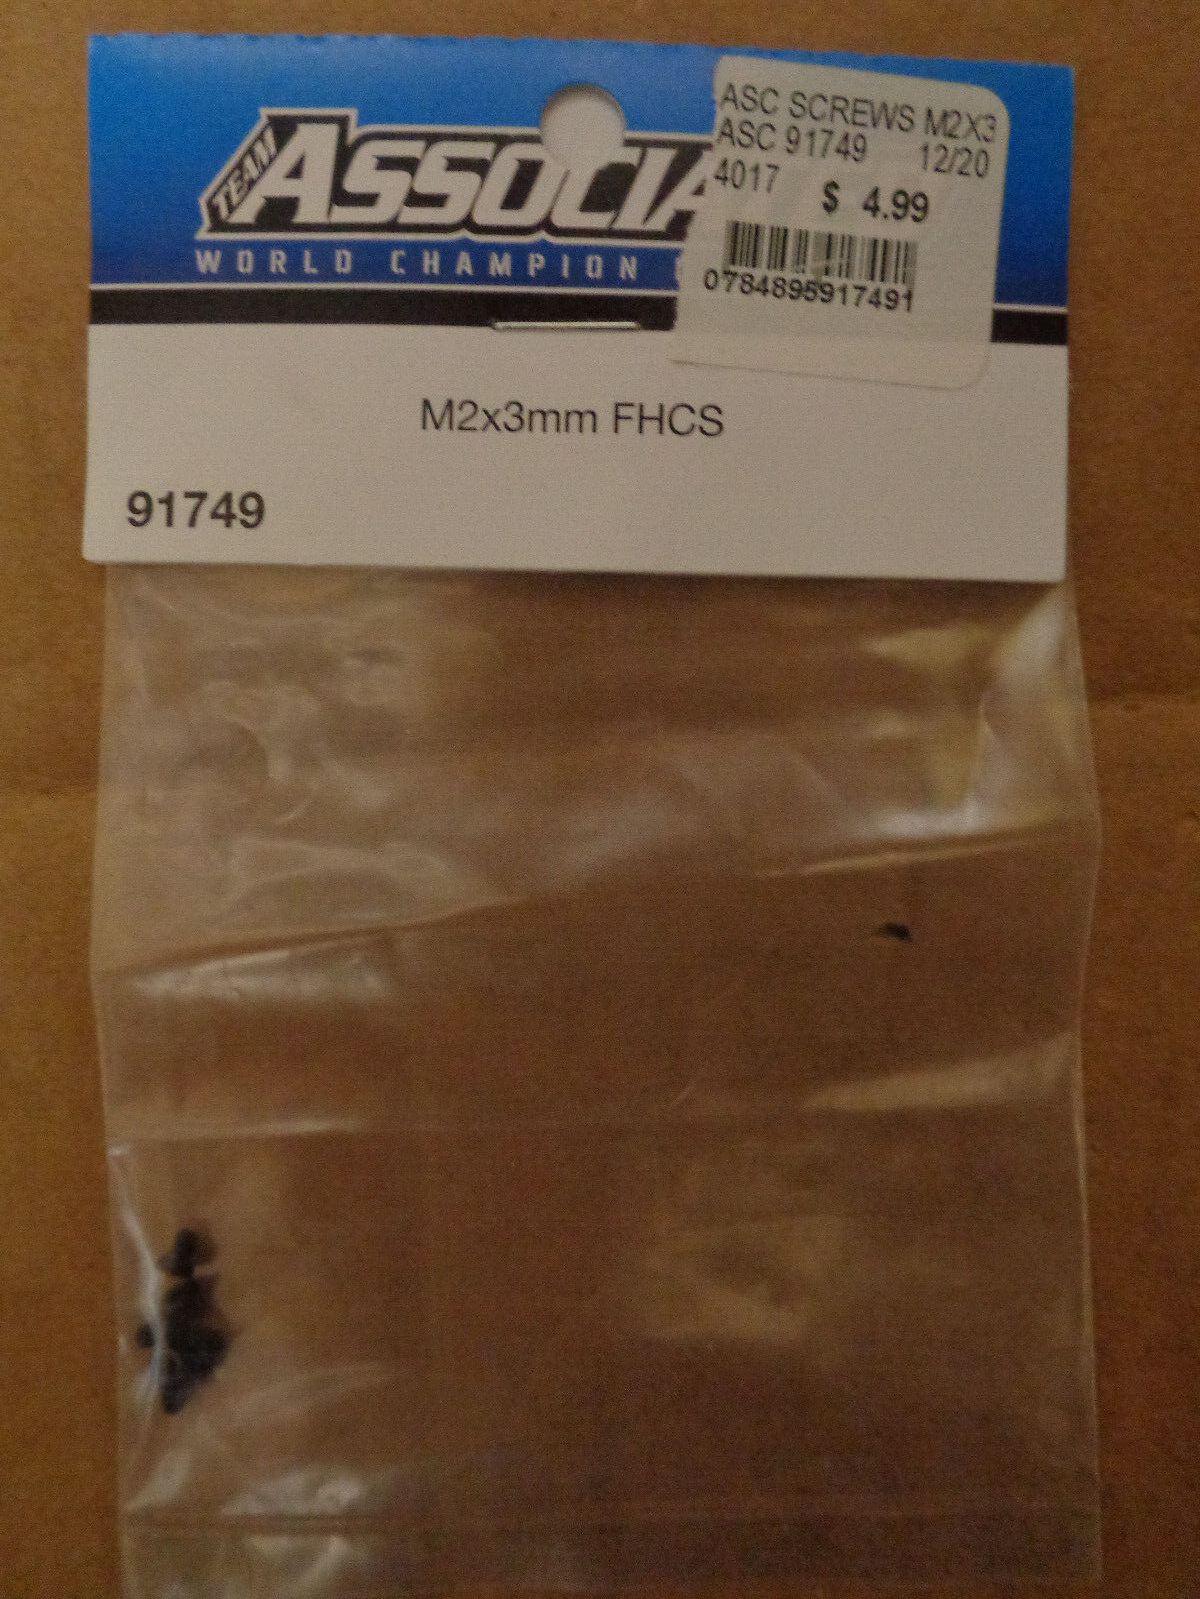 TEAM
ASSOCIA
WORLD CHAMPION
ASC SCREWS M2X3
ASC 91749 12/20
4017 $ 4.99
0784895917491
M2x3mm FHCS
91749